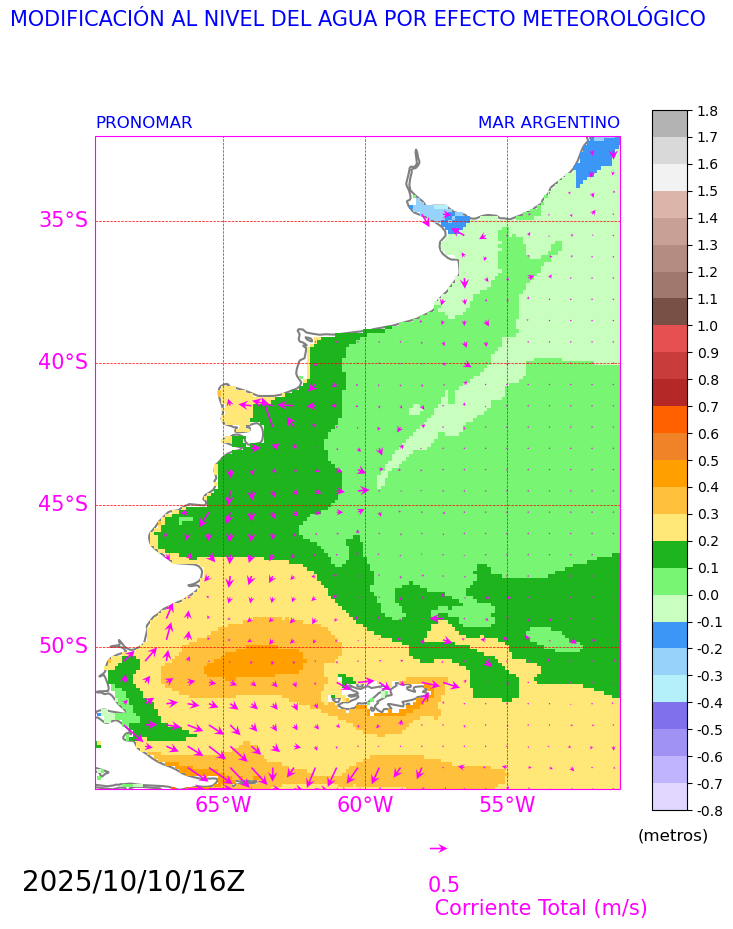 MODIFICACIÓN AL NIVEL DEL AGUA POR EFECTO METEOROLÓGICO
PRONOMAR MAR ARGENTINO
35°S
40°S
45°S
50°S
65°W 60°W 55°W
1.8
1.7
1.6
1.5
1.4
1.3
1.2
1.1
1.0
0.9
0.8
0.7
0.6
0.5
0.4
0.3
0.2
0.1
0.0
-0.1
-0.2
-0.3
-0.4
-0.5
-0.6
-0.7
-0.8
(metros)
2025/10/10/16Z
0.5
Corriente Total (m/s)